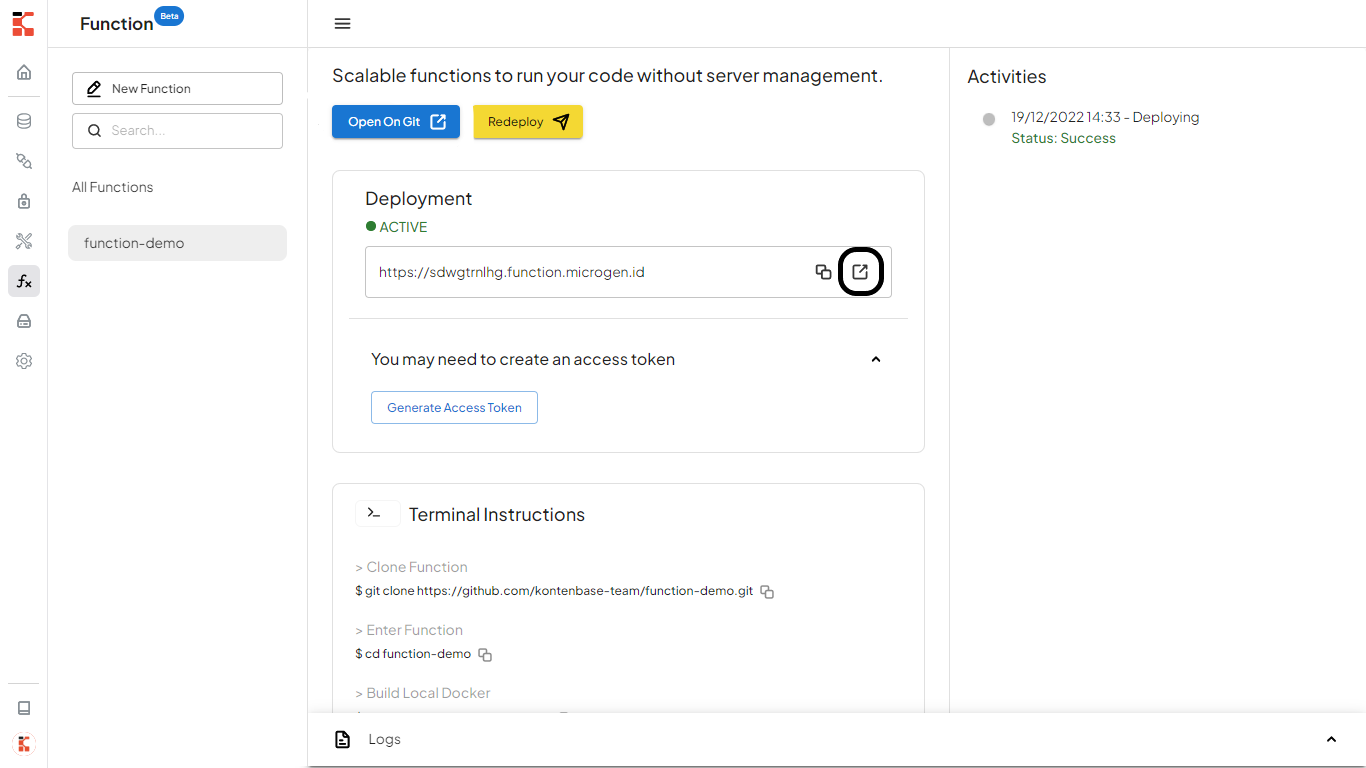 Function
Beta
New Function
Search...
All Functions
function-demo
Scalable functions to run your code without server management.
Open On Git
Redeploy
Deployment
ACTIVE
https://sdwgtrnlhg.function.microgen.id
You may need to create an access token
Generate Access Token
>_ Terminal Instructions
> Clone Function
$ git clone https://github.com/kontenbase-team/function-demo.git
> Enter Function
$ cd function-demo
> Build Local Docker
Logs
Activities
19/12/2022 14:33 - Deploying
Status: Success